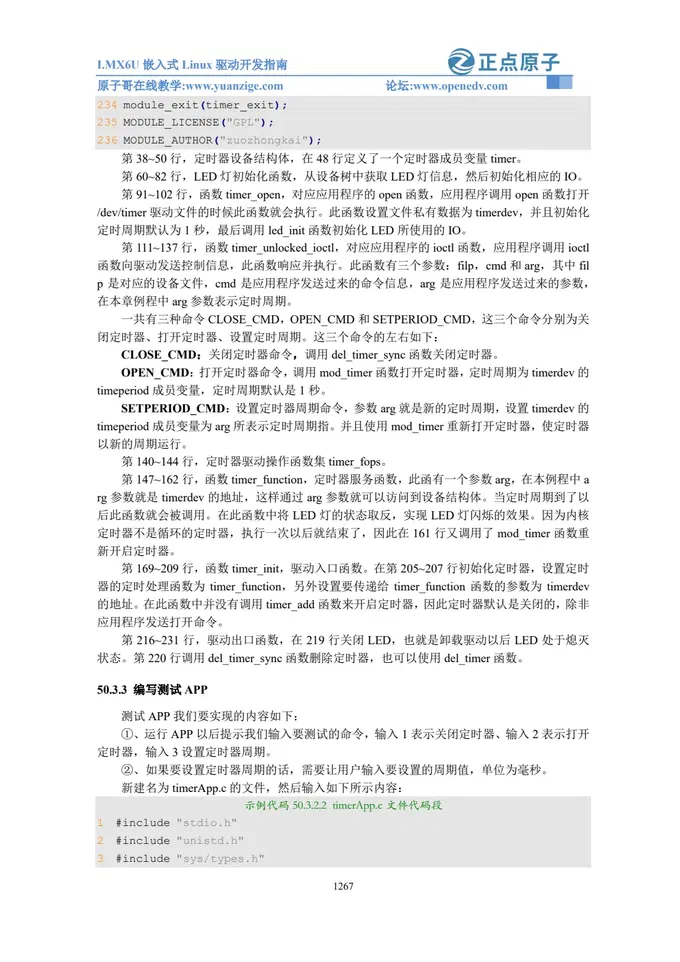 I.MX6U 嵌入式 Linux 驱动开发指南
正点原子
原子哥在线教学:www.yuanzige.com
论坛:www.openedv.com
234 module_exit(timer_exit);
235 MODULE_LICENSE("GPL");
236 MODULE_AUTHOR("zuozhongkai");
第 38~50 行，定时器设备结构体，在 48 行定义了一个定时器成员变量 timer。
第 60~82 行，LED 灯初始化函数，从设备树中获取 LED 灯信息，然后初始化相应的 IO。
第 91~102 行，函数 timer_open，对应应用程序的 open 函数，应用程序调用 open 函数打开
/dev/timer 驱动文件的时候此函数就会执行。此函数设置文件私有数据为 timerdev，并且初始化
定时周期默认为 1 秒，最后调用 led_init 函数初始化 LED 所使用的 IO。
第 111~137 行，函数 timer_unlocked_ioctl，对应应用程序的 ioctl 函数，应用程序调用 ioctl
函数向驱动发送控制信息，此函数响应并执行。此函数有三个参数：filp，cmd 和 arg，其中 fil
p 是对应的设备文件，cmd 是应用程序发送过来的命令信息，arg 是应用程序发送过来的参数，
在本章例程中 arg 参数表示定时周期。
一共有三种命令 CLOSE_CMD，OPEN_CMD 和 SETPERIOD_CMD，这三个命令分别为关
闭定时器、打开定时器、设置定时周期。这三个命令的左右如下：
CLOSE_CMD：关闭定时器命令，调用 del_timer_sync 函数关闭定时器。
OPEN_CMD：打开定时器命令，调用 mod_timer 函数打开定时器，定时周期为 timerdev 的
timeperiod 成员变量，定时周期默认是 1 秒。
SETPERIOD_CMD：设置定时器周期命令，参数 arg 就是新的定时周期，设置 timerdev 的
timeperiod 成员变量为 arg 所表示定时周期指。并且使用 mod_timer 重新打开定时器，使定时器
以新的周期运行。
第 140~144 行，定时器驱动操作函数集 timer_fops。
第 147~162 行，函数 timer_function，定时器服务函数，此函有一个参数 arg，在本例程中 a
rg 参数就是 timerdev 的地址，这样通过 arg 参数就可以访问到设备结构体。当定时周期到了以
后此函数就会被调用。在此函数中将 LED 灯的状态取反，实现 LED 灯闪烁的效果。因为内核
定时器不是循环的定时器，执行一次以后就结束了，因此在 161 行又调用了 mod_timer 函数重
新开启定时器。
第 169~209 行，函数 timer_init，驱动入口函数。在第 205~207 行初始化定时器，设置定时
器的定时处理函数为 timer_function，另外设置要传递给 timer_function 函数的参数为 timerdev
的地址。在此函数中并没有调用 timer_add 函数来开启定时器，因此定时器默认是关闭的，除非
应用程序发送打开命令。
第 216~231 行，驱动出口函数，在 219 行关闭 LED，也就是卸载驱动以后 LED 处于熄灭
状态。第 220 行调用 del_timer_sync 函数删除定时器，也可以使用 del_timer 函数。
50.3.3 编写测试 APP
测试 APP 我们要实现的内容如下：
①、运行 APP 以后提示我们输入要测试的命令，输入 1 表示关闭定时器、输入 2 表示打开
定时器，输入 3 设置定时器周期。
②、如果要设置定时器周期的话，需要让用户输入要设置的周期值，单位为毫秒。
新建名为 timerApp.c 的文件，然后输入如下所示内容：
示例代码 50.3.2.2 timerApp.c 文件代码段
1 #include "stdio.h"
2 #include "unistd.h"
3 #include "sys/types.h"
1267